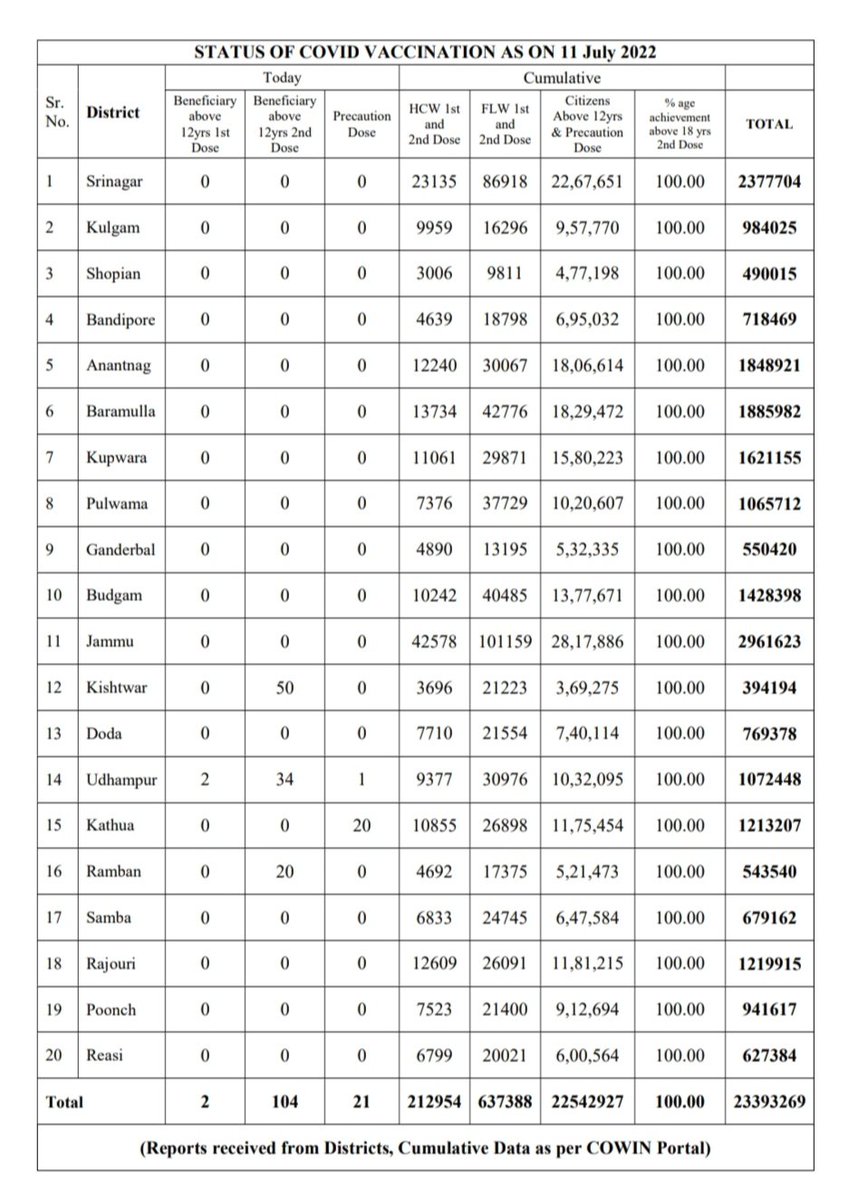 STATUS OF COVID VACCINATION AS ON 11 July 2022
Sr. No. District Today Cumulative
Beneficiary above 12yrs 1st Dose Beneficiary above 12yrs 2nd Dose Precaution Dose HCW 1st and 2nd Dose FLW 1st and 2nd Dose Citizens Above 12yrs & Precaution Dose % age achievement above 18 yrs 2nd Dose TOTAL
1 Srinagar 0 0 0 23135 86918 22,67,651 100.00 2377704
2 Kulgam 0 0 0 9959 16296 9,57,770 100.00 984025
3 Shopian 0 0 0 3006 9811 4,77,198 100.00 490015
4 Bandipore 0 0 0 4639 18798 6,95,032 100.00 718469
5 Anantnag 0 0 0 12240 30067 18,06,614 100.00 1848921
6 Baramulla 0 0 0 13734 42776 18,29,472 100.00 1885982
7 Kupwara 0 0 0 11061 29871 15,80,223 100.00 1621155
8 Pulwama 0 0 0 7376 37729 10,20,607 100.00 1065712
9 Ganderbal 0 0 0 4890 13195 5,32,335 100.00 550420
10 Budgam 0 0 0 10242 40485 13,77,671 100.00 1428398
11 Jammu 0 0 0 42578 101159 28,17,886 100.00 2961623
12 Kishtwar 0 50 0 3696 21223 3,69,275 100.00 394194
13 Doda 0 0 0 7710 21554 7,40,114 100.00 769378
14 Udhampur 2 34 1 9377 30976 10,32,095 100.00 1072448
15 Kathua 0 0 20 10855 26898 11,75,454 100.00 1213207
16 Ramban 0 20 0 4692 17375 5,21,473 100.00 543540
17 Samba 0 0 0 6833 24745 6,47,584 100.00 679162
18 Rajouri 0 0 0 12609 26091 11,81,215 100.00 1219915
19 Poonch 0 0 0 7523 21400 9,12,694 100.00 941617
20 Reasi 0 0 0 6799 20021 6,00,564 100.00 627384
Total 2 104 21 212954 637388 22542927 100.00 23393269
(Reports received from Districts, Cumulative Data as per COWIN Portal)